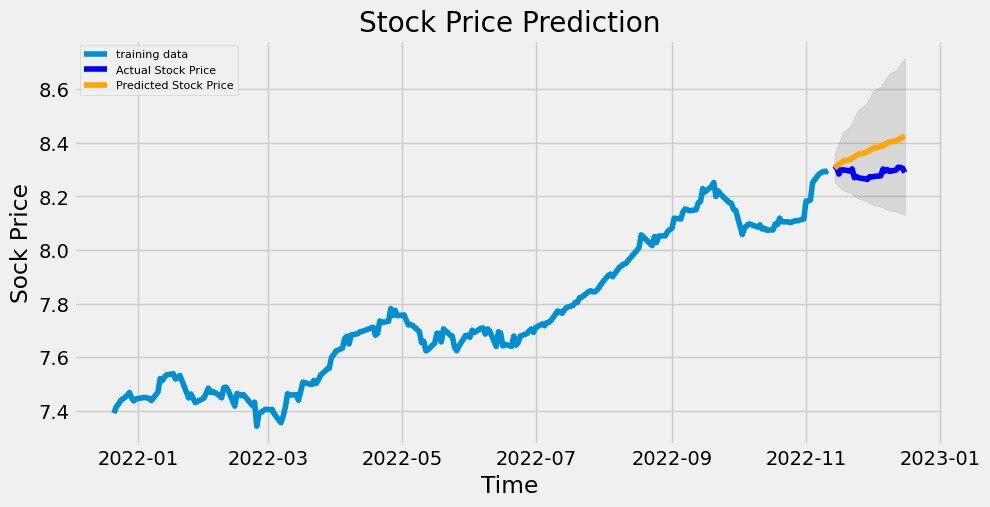 Stock Price Prediction
training data
Actual Stock Price
Predicted Stock Price
Sock Price
8.6
8.4
8.2
8.0
7.8
7.6
7.4
2022-01 2022-03 2022-05 2022-07 2022-09 2022-11 2023-01
Time